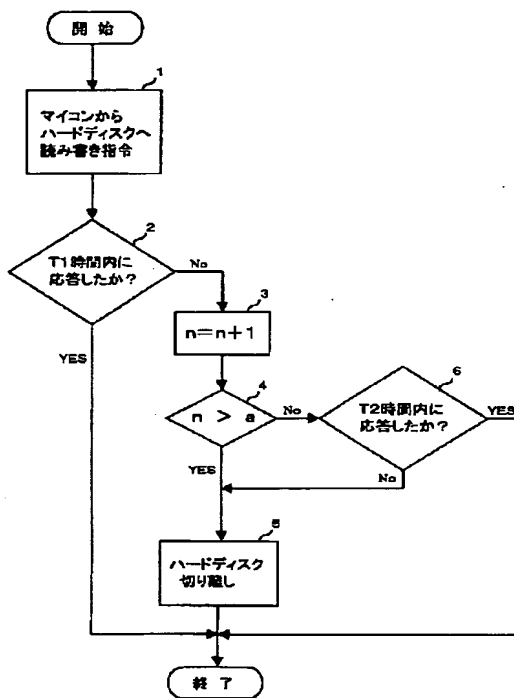 開 始
1
マイコンから
ハードディスクへ
読み書き指令
2
T1時間内に
応答したか？
No
YES
3
n=n+1
4
n > a
No
YES
6
T2時間内に
応答したか？
YES
No
5
ハードディスク
切り離し
終 了